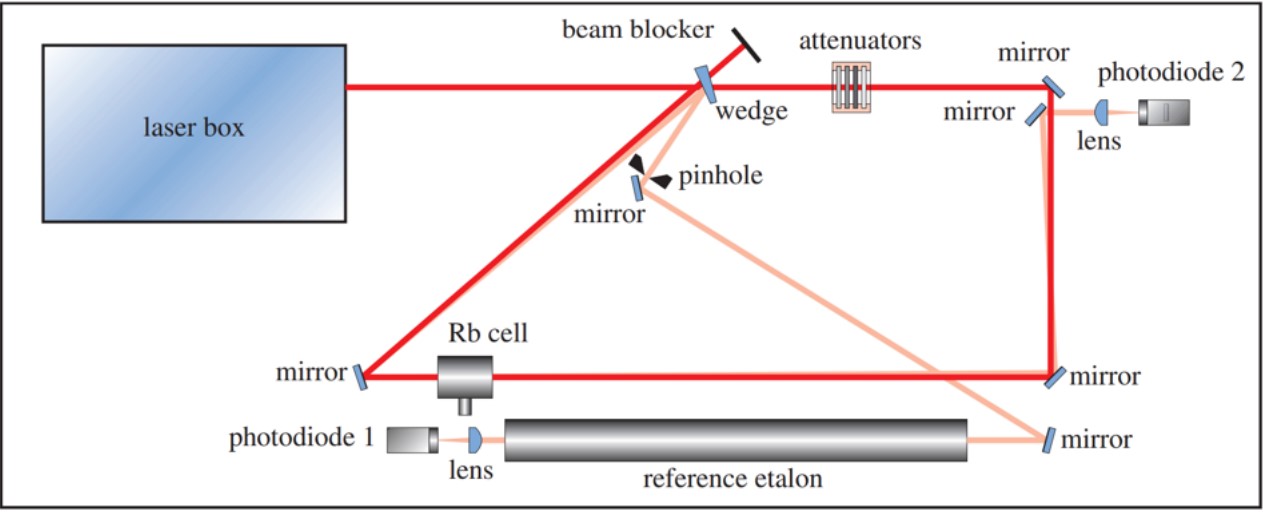 beam blocker
attenuators
mirror
photodiode 2
laser box
wedge
mirror
lens
pinhole
mirror
Rb cell
mirror
mirror
photodiode 1
mirror
lens
reference etalon